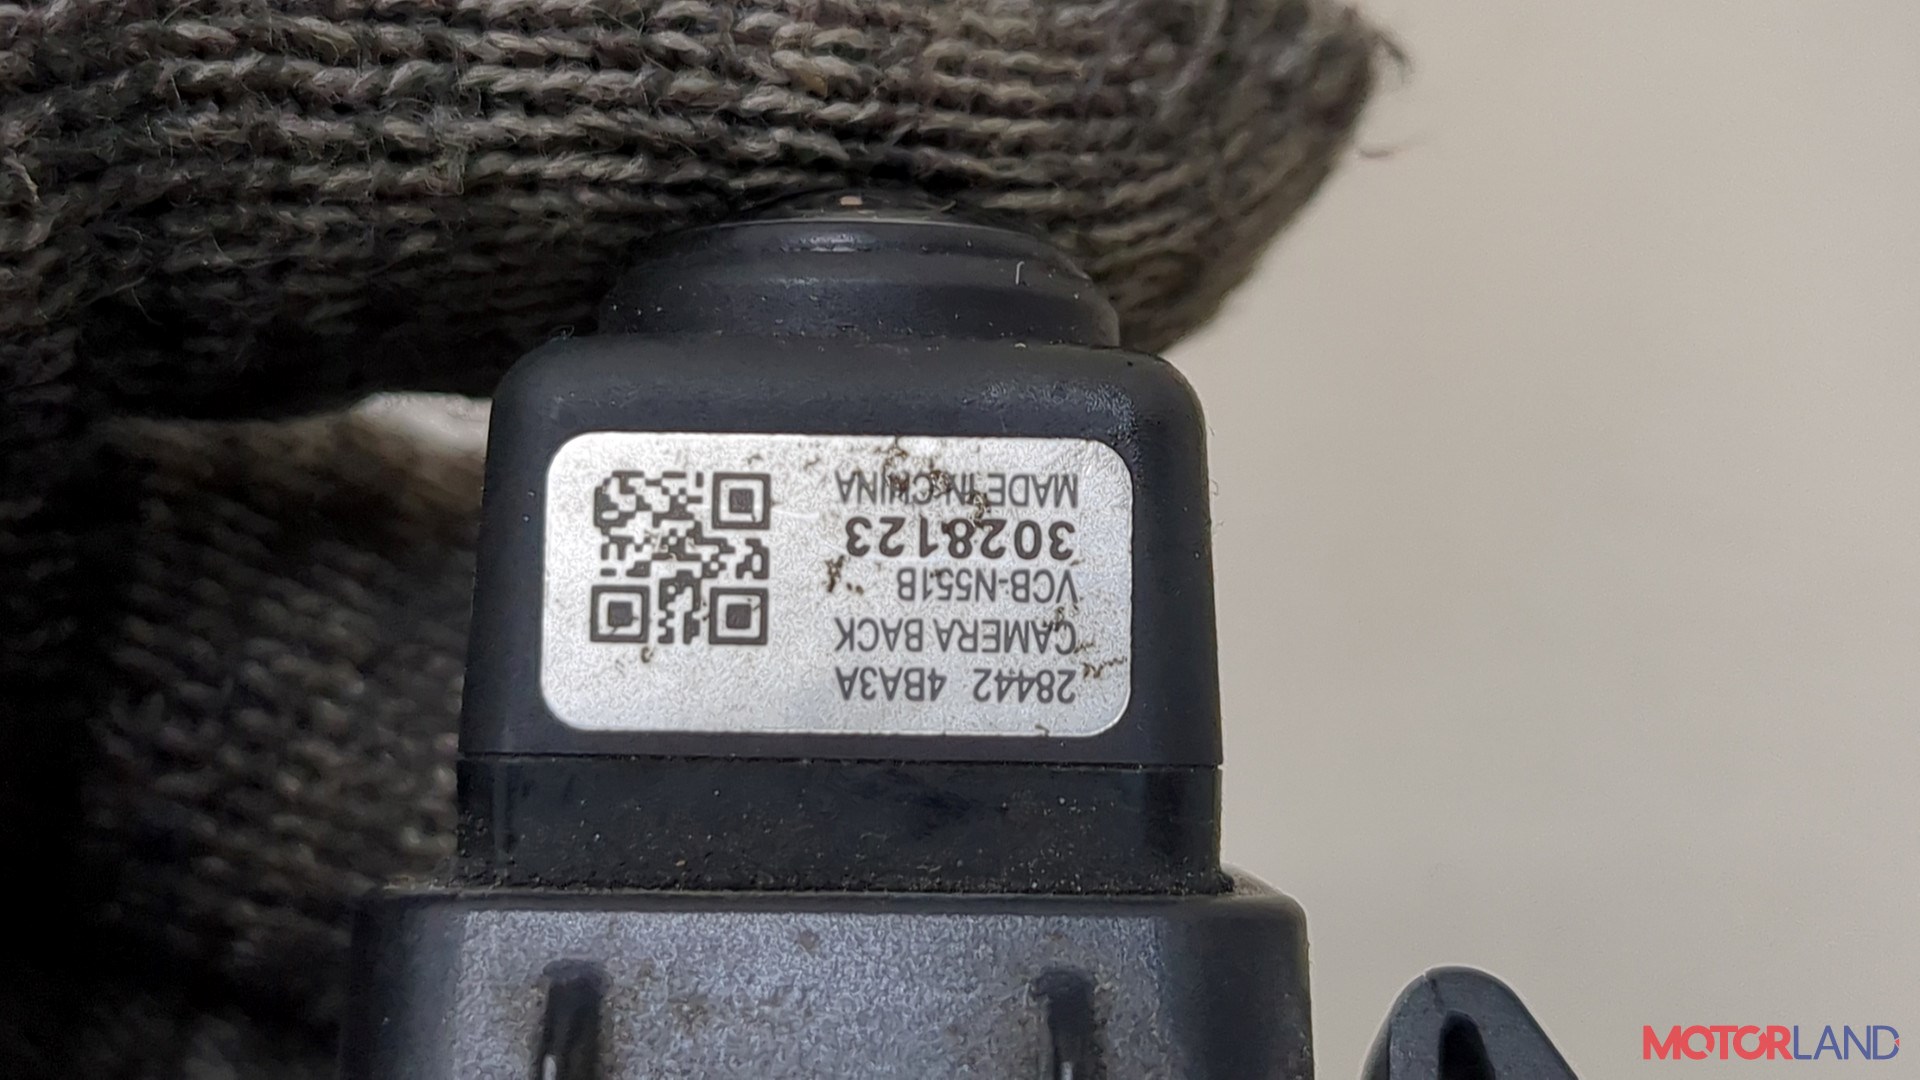 28442 4BA3A
CAMERA BACK
VCB-N551B
3028123
MADE IN CHINA
MOTORLAND